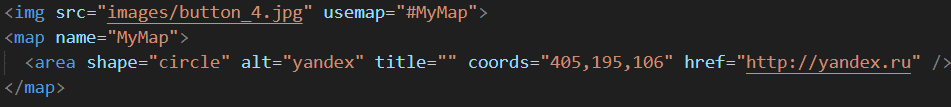 <img src="images/button_4.jpg" usemap="#MyMap">
<map name="MyMap">
<area shape="circle" alt="yandex" title="" coords="405,195,106" href="http://yandex.ru" />
</map>